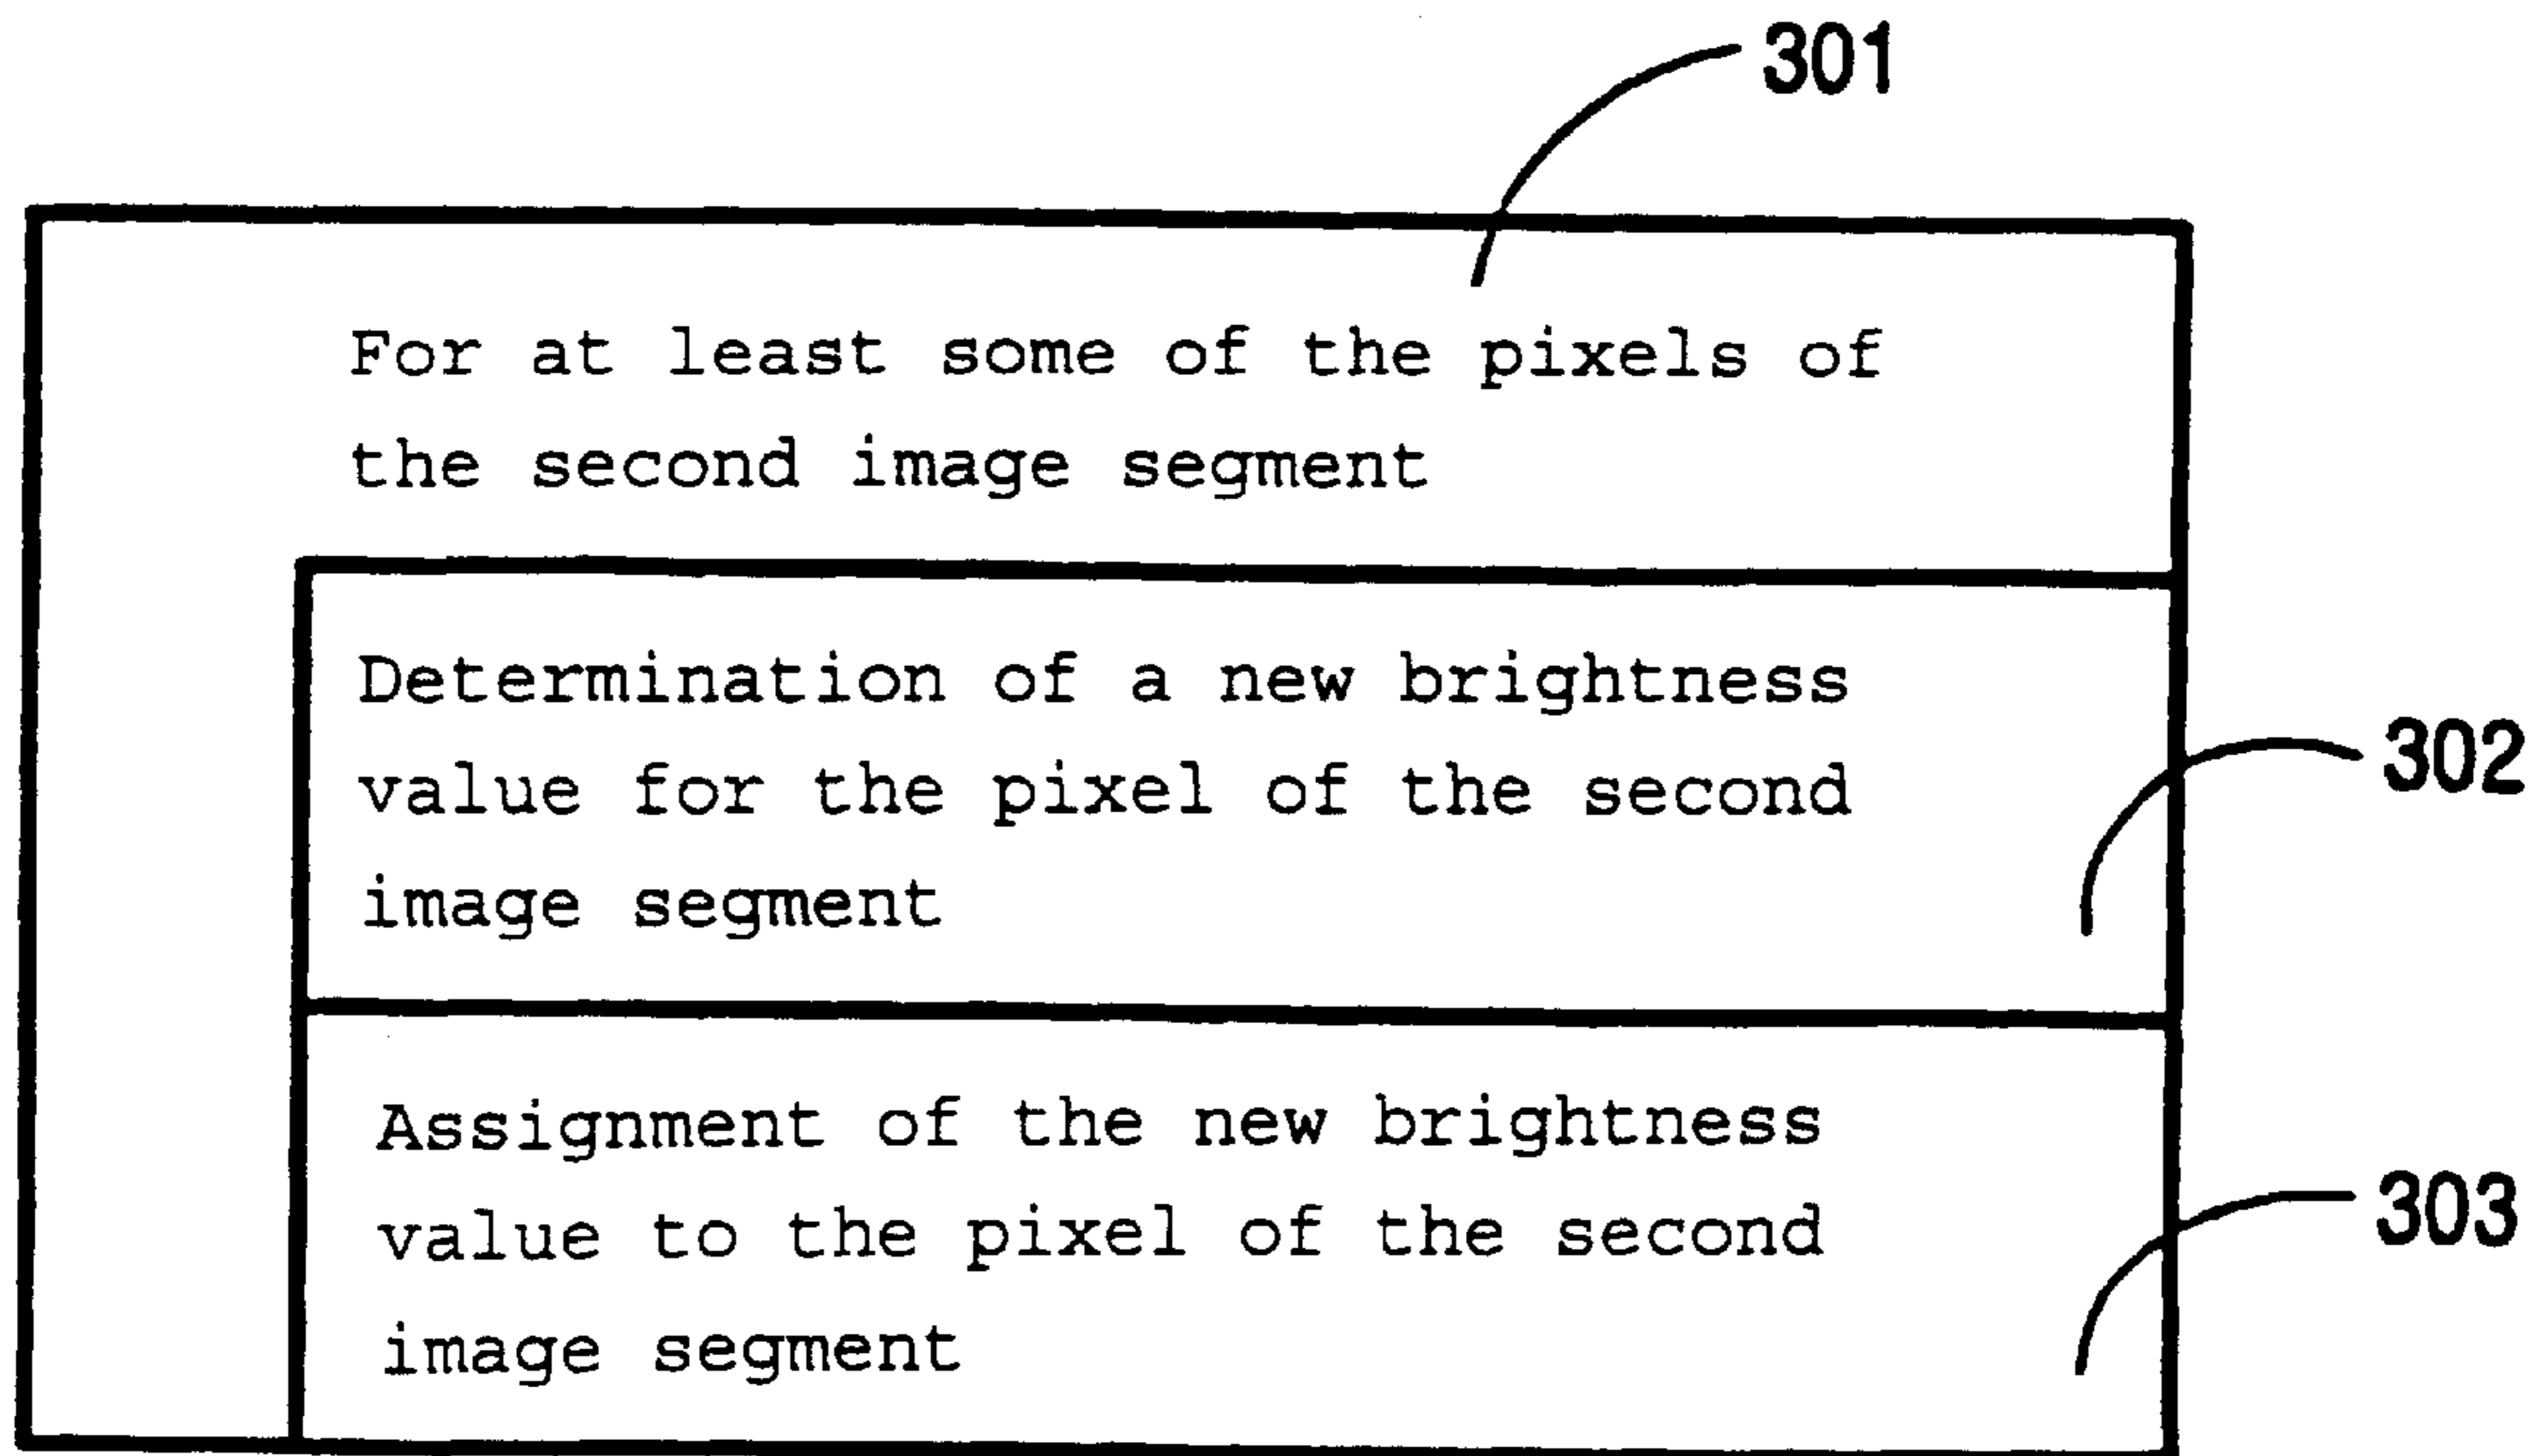 301
For at least some of the pixels of
the second image segment
Determination of a new brightness
value for the pixel of the second
image segment
302
Assignment of the new brightness
value to the pixel of the second
image segment
303